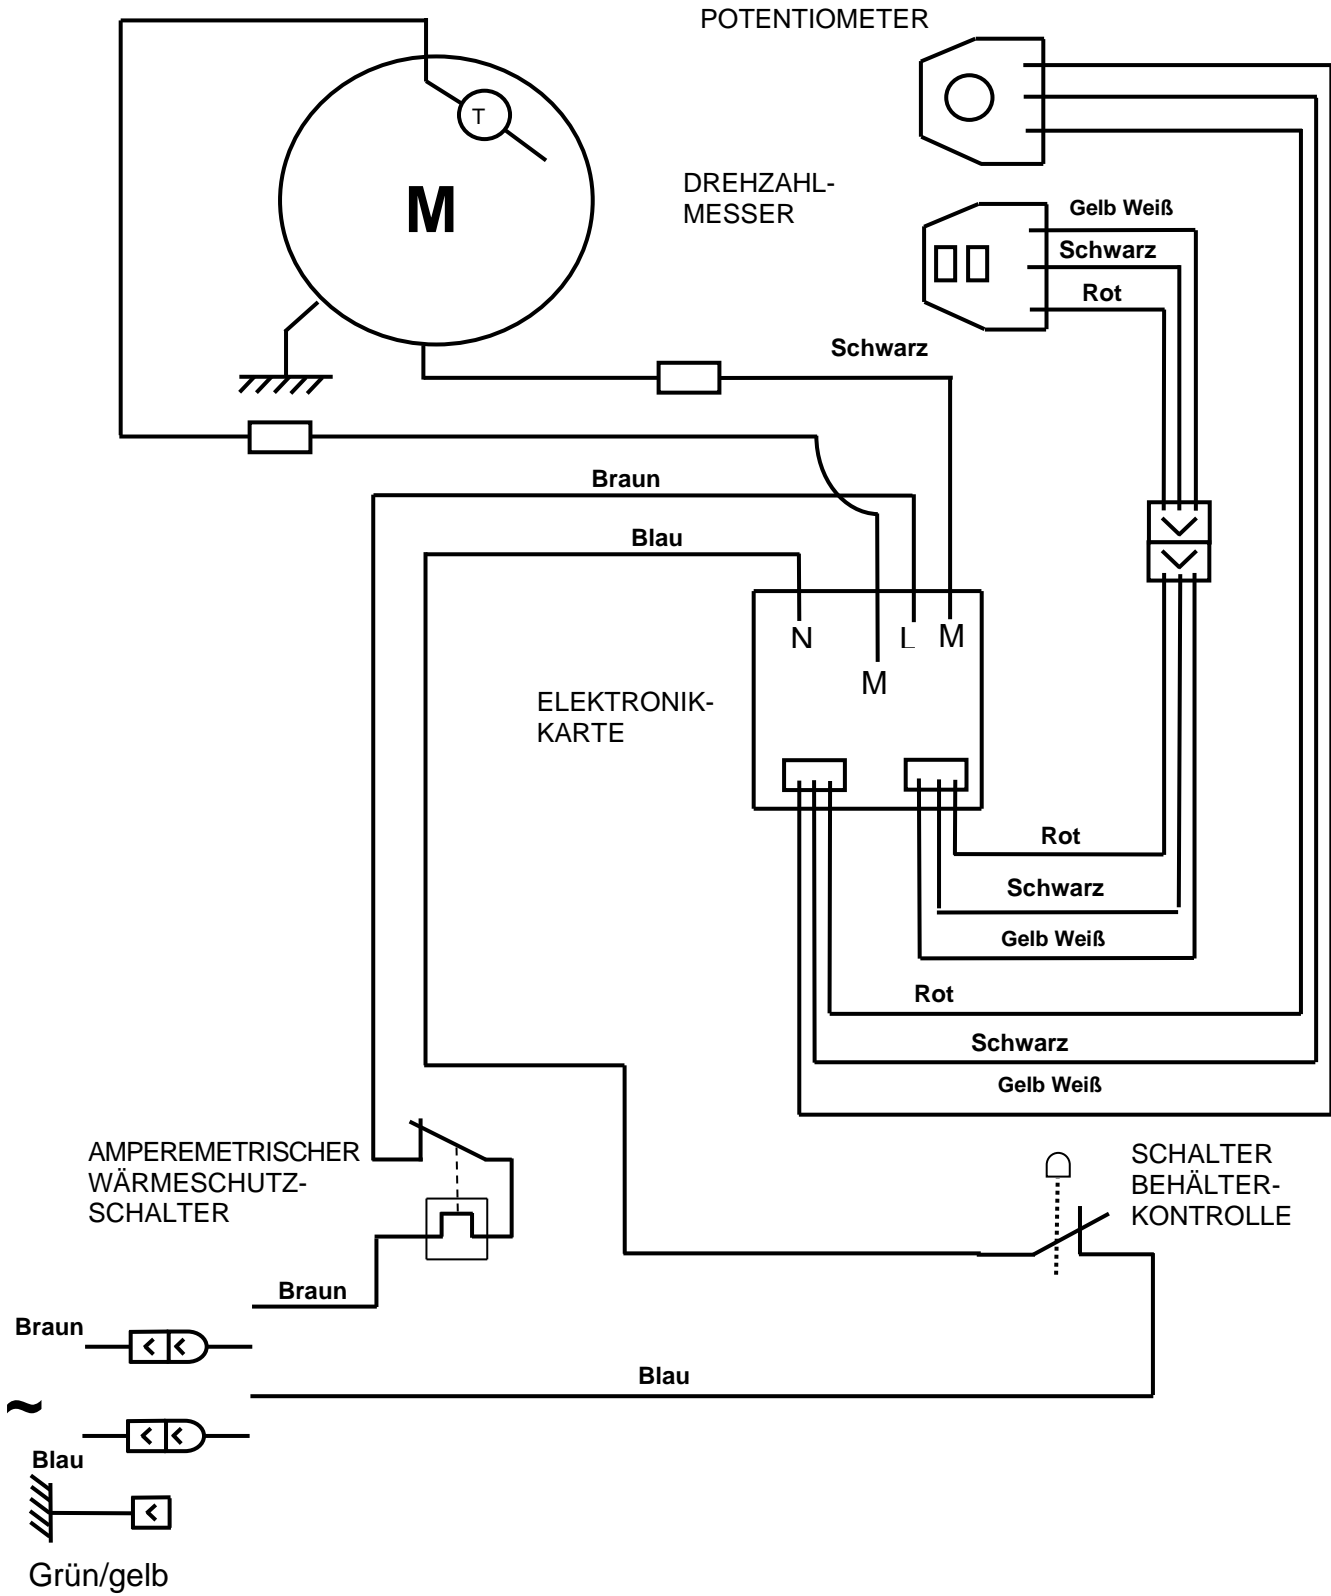 POTENTIOMETER
T
M
DREHZAHL-
MESSER
Gelb Weiß
Schwarz
Rot
Schwarz
Braun
Blau
N
L
M
M
ELEKTRONIK-
KARTE
Rot
Schwarz
Gelb Weiß
Rot
Schwarz
Gelb Weiß
AMPEREMETRISCHER
WÄRMESCHUTZ-
SCHALTER
SCHALTER
BEHÄLTER-
KONTROLLE
Braun
Braun
Blau
~
Blau
Grün/gelb